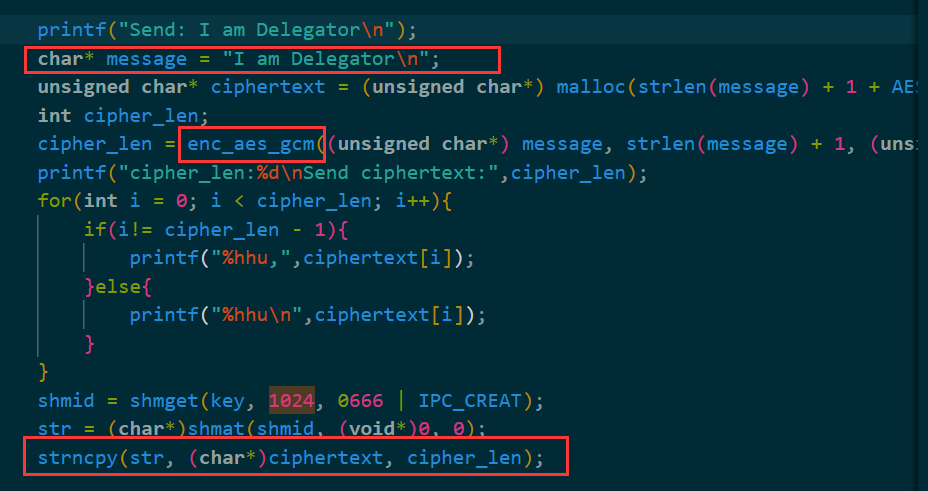 printf("Send: I am Delegator\n");
char* message = "I am Delegator\n";
unsigned char* ciphertext = (unsigned char*) malloc(strlen(message) + 1 + AES
int cipher_len;
cipher_len = enc_aes_gcm((unsigned char*) message, strlen(message) + 1, (uns
printf("cipher_len:%d\nSend ciphertext:",cipher_len);
for(int i = 0; i < cipher_len; i++){
if(i!= cipher_len - 1){
printf("%hhu,",ciphertext[i]);
}else{
printf("%hhu\n",ciphertext[i]);
}
}
shmid = shmget(key, 1024, 0666 | IPC_CREAT);
str = (char*)shmat(shmid, (void*)0, 0);
strncpy(str, (char*)ciphertext, cipher_len);